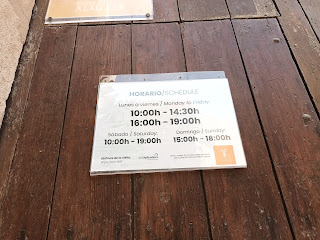 HORARIO/SCHEDULE
Lunes a viernes / Monday to Friday
10:00h - 14:30h
16:00h - 19:00h
Sábado / Saturday:
10:00h - 19:00h
Domingo / Sunday:
15:00h - 18:00h